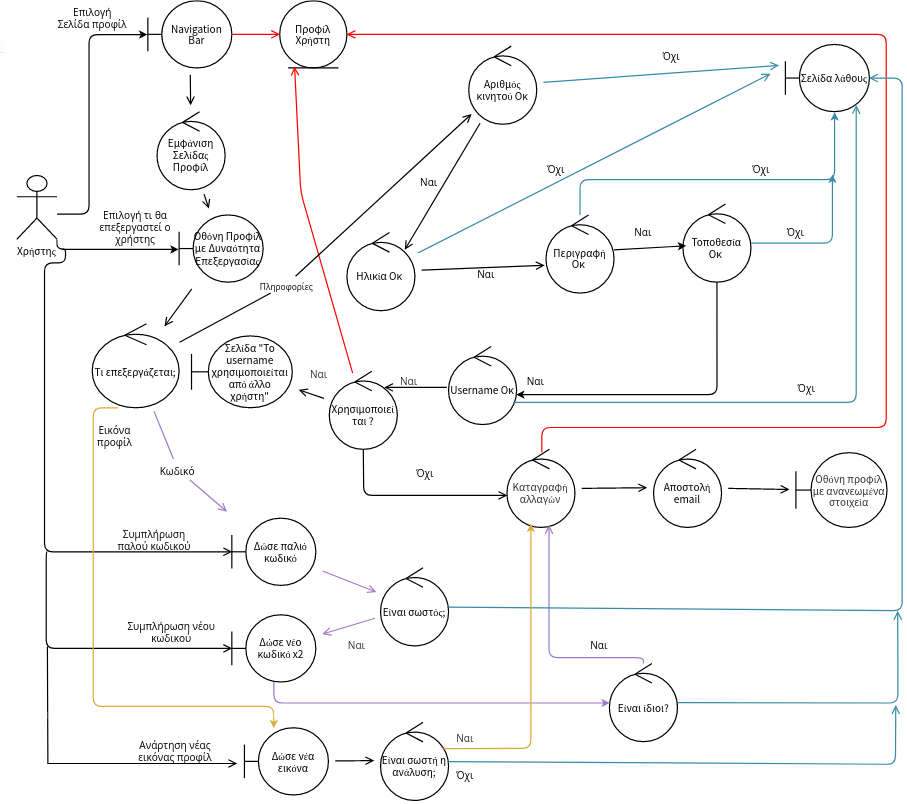 Επιλογή
Σελίδα προφίλ
Navigation
Bar
Προφίλ
Χρήστη
Αριθμός
κινητού Οκ
Όχι
Σελίδα λάθους
Εμφάνιση
Σελίδας
Προφίλ
Ναι
Όχι
Όχι
Χρήστης
Επιλογή τι θα
επεξεργαστεί ο
χρήστης
Οθόνη Προφίλ
με Δυναότητα
Επεξεργασίας
Πληροφορίες
Ηλικία Οκ
Ναι
Περιγραφή
Οκ
Ναι
Τοποθεσία
Οκ
Όχι
Τι επεξεργάζεται;
Σελίδα "Το
username
χρησιμοποιείται
από άλλο
χρήστη"
Ναι
Χρησιμοποιεί
ται ?
Ναι
Username Οκ
Ναι
Όχι
Εικόνα
προφίλ
Κωδικό
Όχι
Καταγραφή
αλλαγών
Αποστολή
email
Οθόνη προφίλ
με ανανεωμένα
στοιχεία
Συμπλήρωση
παλού κωδικού
Δώσε παλιό
κωδικό
Είναι σωστός;
Συμπλήρωση νέου
κωδικού
Δώσε νέο
κωδικό x2
Ναι
Ναι
Είναι ίδιοι?
Ανάρτηση νέας
εικόνας προφίλ
Δώσε νέα
εικόνα
Είναι σωστή η
ανάλυση;
Ναι
Όχι